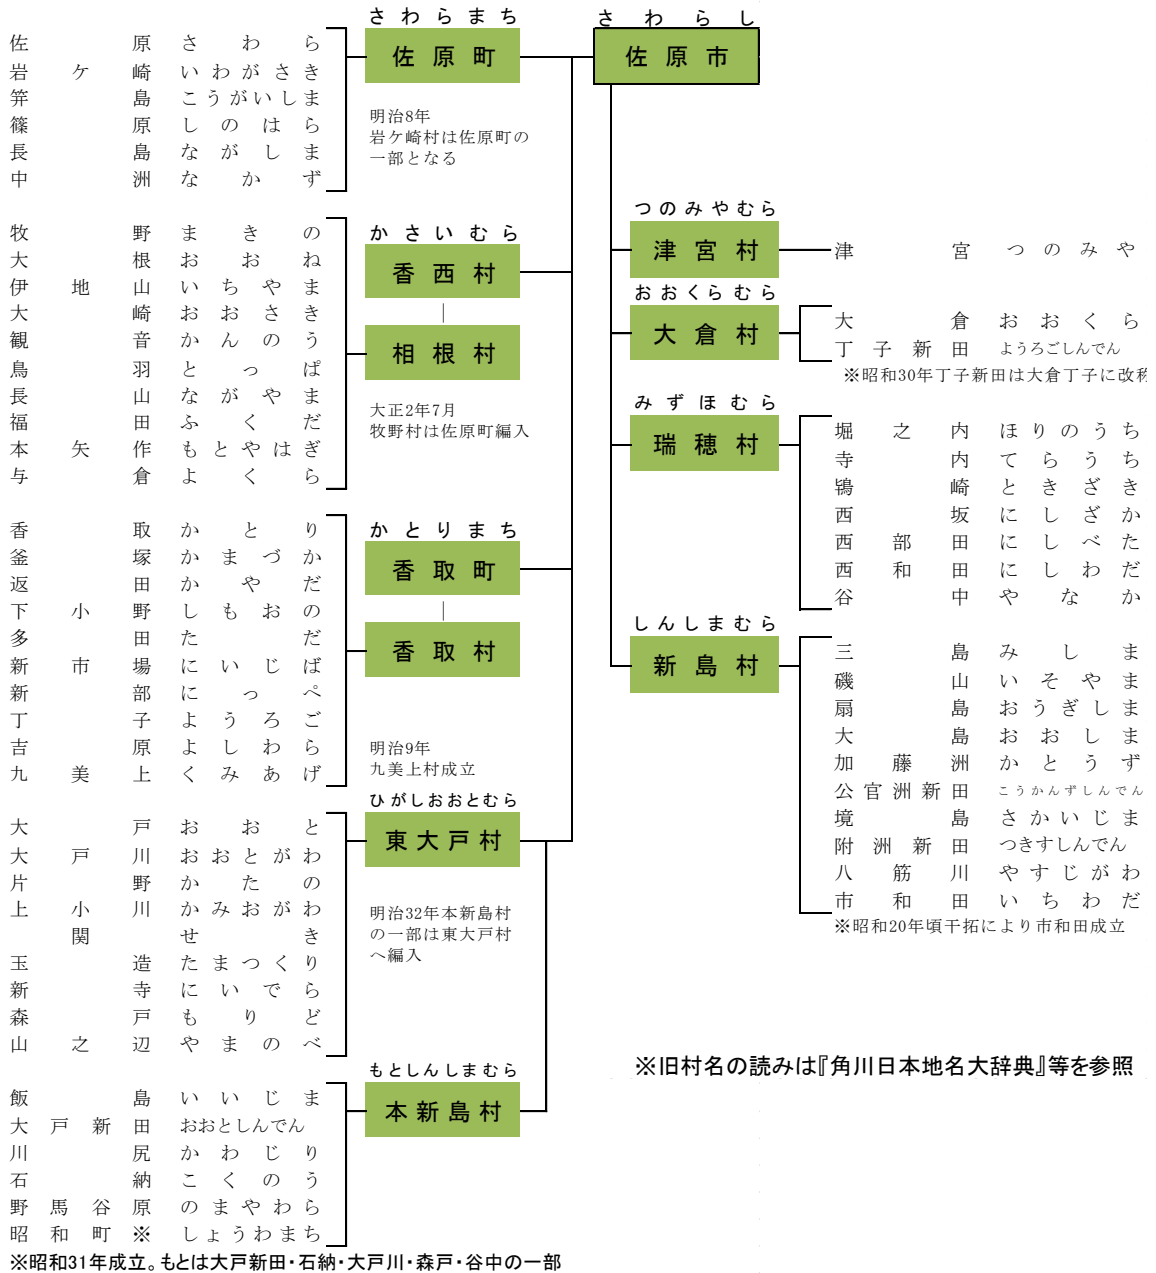 さわらまち
佐原町
佐原 さわら
岩ケ崎 いわがさき
笄島 こうがいしま
篠原 しのはら
長島 ながしま
中洲 なかず
明治8年
岩ケ崎村は佐原町の
一部となる
かさいむら
香西村
相根村
牧野 まきの
大根 おおね
伊地山 いちやま
大崎 おおさき
観音 かんのう
鳥羽 とっぱ
長山 ながやま
福田 ふくだ
本矢作 もとやはぎ
与倉 よくら
大正2年7月
牧野村は佐原町編入
かとりまち
香取町
香取村
香取 かとり
釜塚 かまづか
返田 かやだ
下小野 しもおの
多田 ただ
新市場 にいじば
新部 にっぺ
丁子 ようろご
吉原 よしわら
九美上 くみあげ
明治9年
九美上村成立
ひがしおおとむら
東大戸村
大戸 おおと
大戸川 おおとがわ
片野 かたの
上小川 かみおがわ
関 せき
玉造 たまつくり
新寺 にいでら
森戸 もりど
山之辺 やまのべ
明治32年本新島村
の一部は東大戸村
へ編入
もとしんしまむら
本新島村
飯島 いいじま
大戸新田 おおとしんでん
川尻 かわじり
石納 こくのう
野馬谷原 のまやわら
昭和町※ しょうわまち
※昭和31年成立。もとは大戸新田・石納・大戸川・森戸・谷中の一部
さわらし
佐原市
つのみやむら
津宮村
津宮 つのみや
おおくらむら
大倉村
大倉 おおくら
丁子新田 ようろごしんでん
※昭和30年丁子新田は大倉丁子に改称
みずほむら
瑞穂村
堀之内 ほりのうち
寺内 てらうち
鴇崎 ときざき
西坂 にしざか
西部田 にしべた
西和田 にしわだ
谷中 やなか
しんしまむら
新島村
三島 みしま
磯山 いそやま
扇島 おうぎしま
大島 おおしま
加藤洲 かとうず
公官洲新田 こうかんずしんでん
境島 さかいじま
附洲新田 つきすしんでん
八筋川 やすじがわ
市和田 いちわだ
※昭和20年頃干拓により市和田成立
※旧村名の読みは『角川日本地名大辞典』等を参照